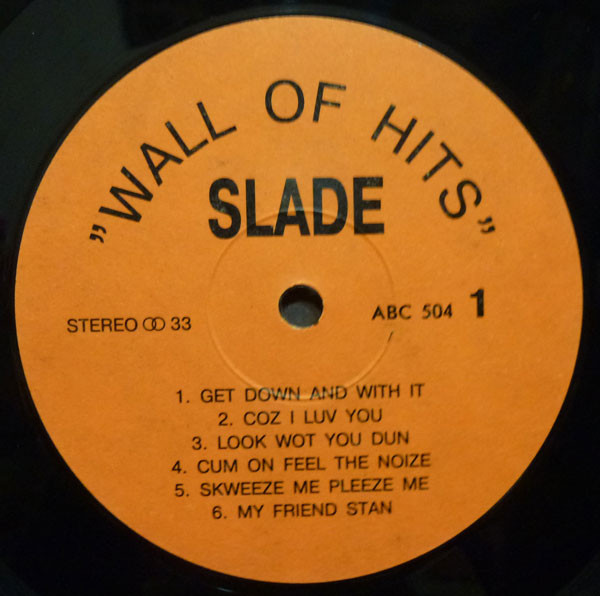 "WALL OF HITS"
SLADE
STEREO 33
ABC 504 1
1. GET DOWN AND WITH IT
2. COZ I LUV YOU
3. LOOK WOT YOU DUN
4. CUM ON FEEL THE NOIZE
5. SKWEEZE ME PLEEZE ME
6. MY FRIEND STAN